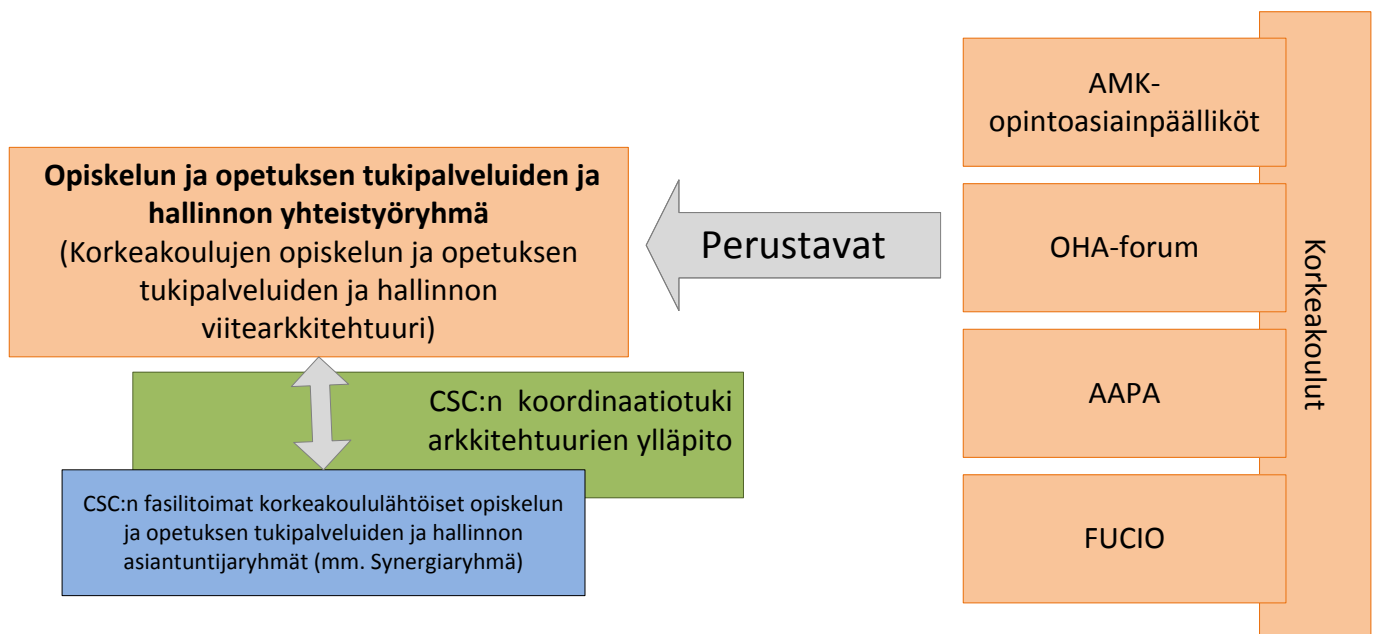 Opiskelun ja opetuksen tukipalveluiden ja
hallinnon yhteistyöryhmä
(Korkeakoulujen opiskelun ja opetuksen
tukipalveluiden ja hallinnon
viitearkkitehtuuri)
CSC:n koordinaatiotuki
arkkitehtuurien ylläpito
CSC:n fasilitoimat korkeakoululähtöiset opiskelun
ja opetuksen tukipalveluiden ja hallinnon
asiantuntijaryhmät (mm. Synergiaryhmä)
Perustavat
AMK-
opintoasiainpäälliköt
OHA-forum
AAPA
FUCIO
Korkeakoulut